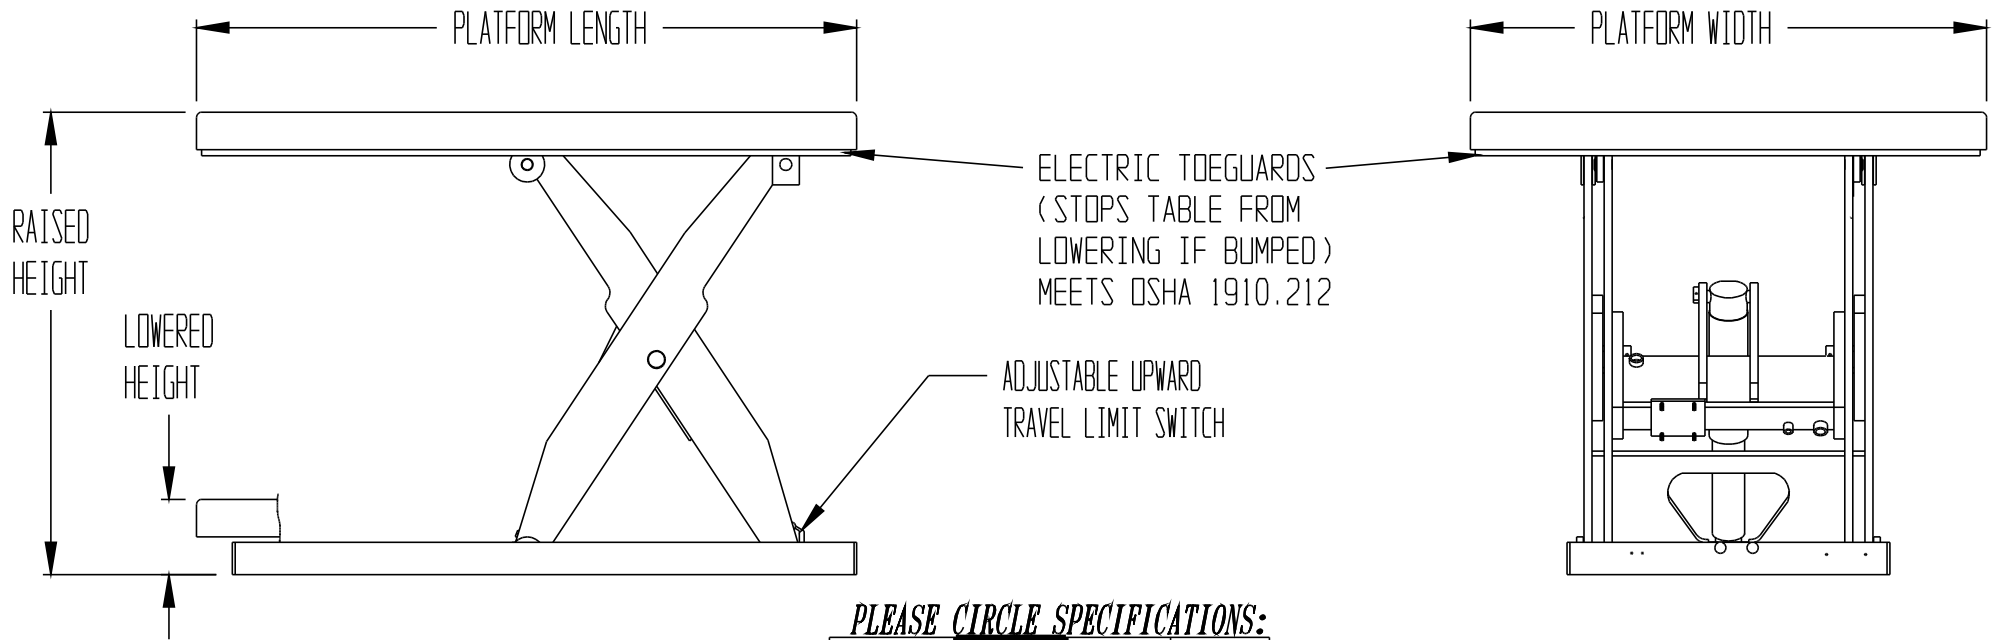 PLATFORM LENGTH
PLATFORM WIDTH
RAISED
HEIGHT
LOWERED
HEIGHT
ELECTRIC TOEGUARDS
(STOPS TABLE FROM
LOWERING IF BUMPED)
MEETS OSHA 1910.212
ADJUSTABLE UPWARD
TRAVEL LIMIT SWITCH
PLEASE CIRCLE SPECIFICATIONS: